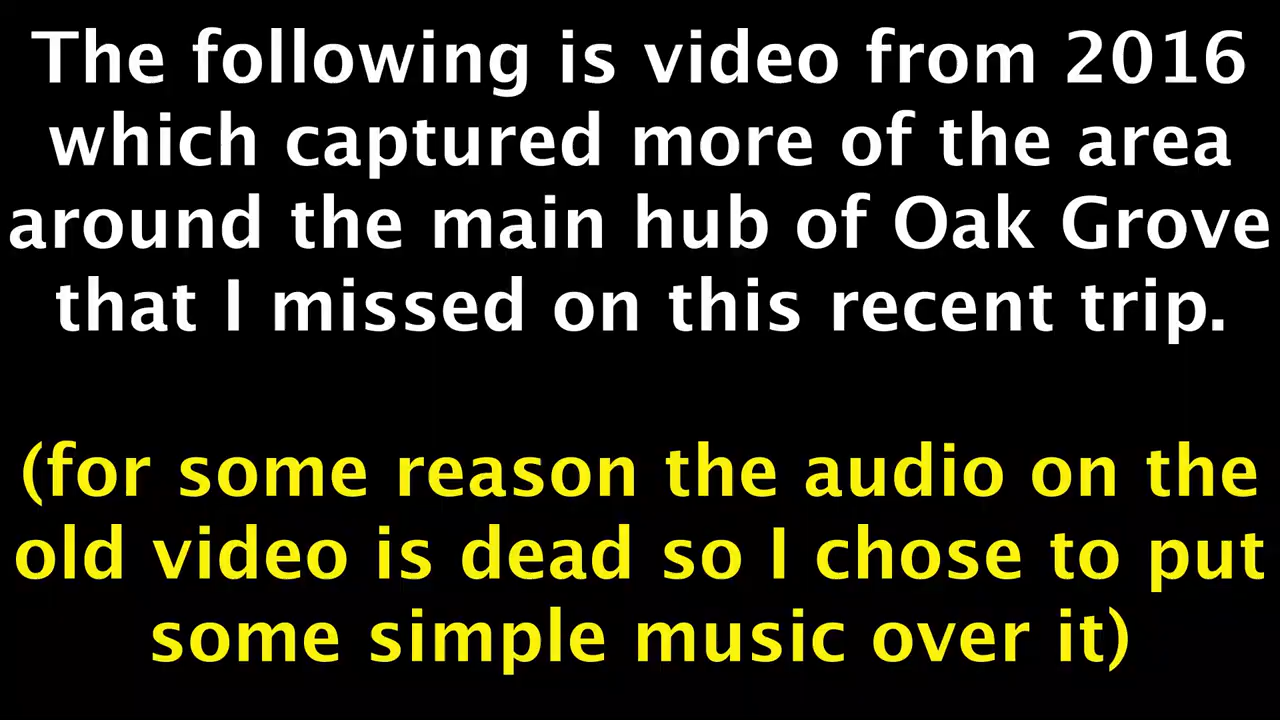 The following is video from 2016
which captured more of the area
around the main hub of Oak Grove
that I missed on this recent trip.
(for some reason the audio on the
old video is dead so I chose to put
some simple music over it)